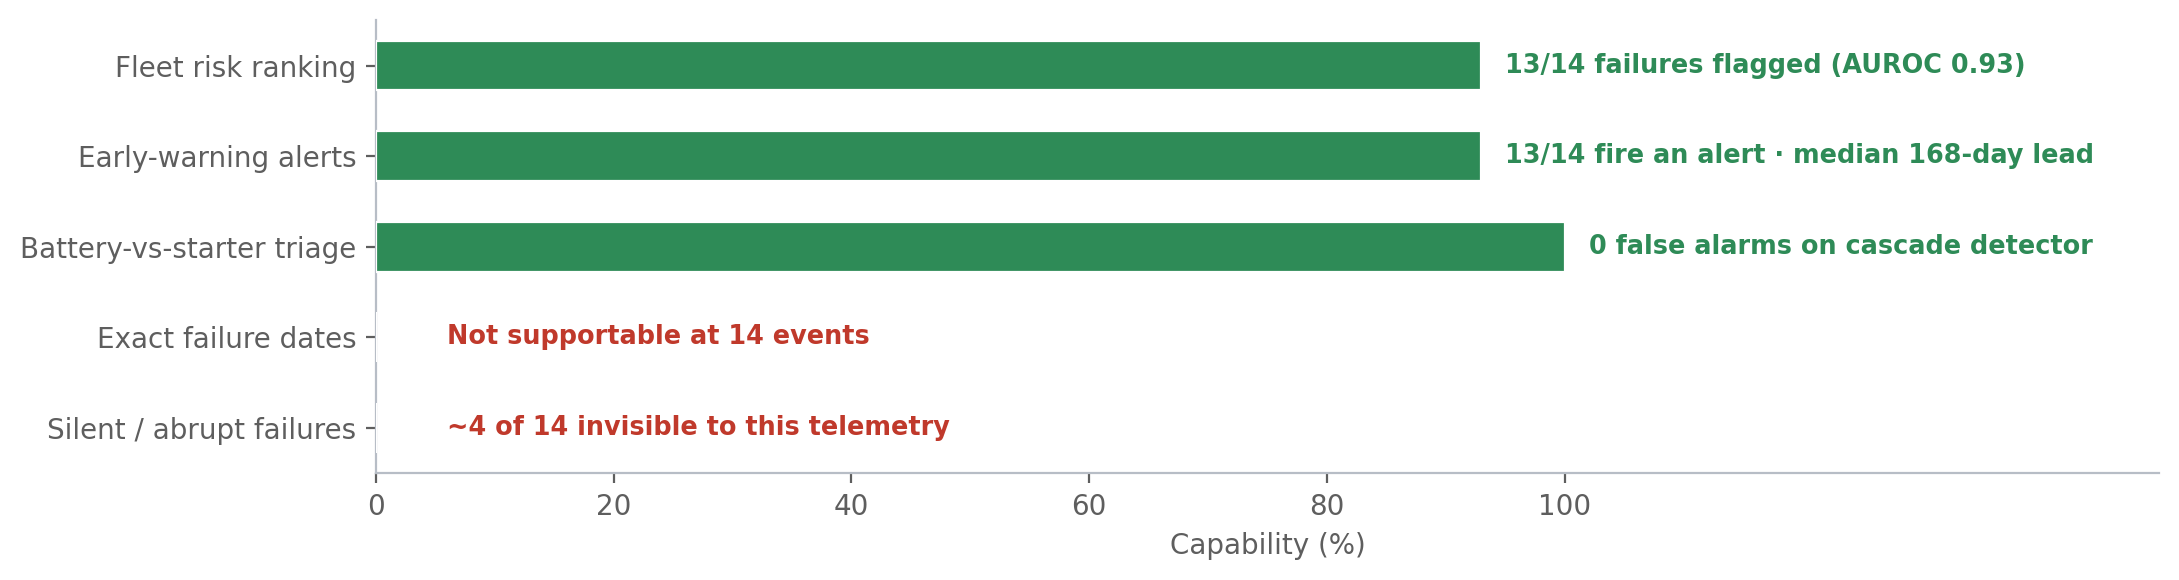 Fleet risk ranking 13/14 failures flagged (AUROC 0.93)
Early-warning alerts 13/14 fire an alert · median 168-day lead
Battery-vs-starter triage 0 false alarms on cascade detector
Exact failure dates Not supportable at 14 events
Silent / abrupt failures ~4 of 14 invisible to this telemetry
0 20 40 60 80 100
Capability (%)